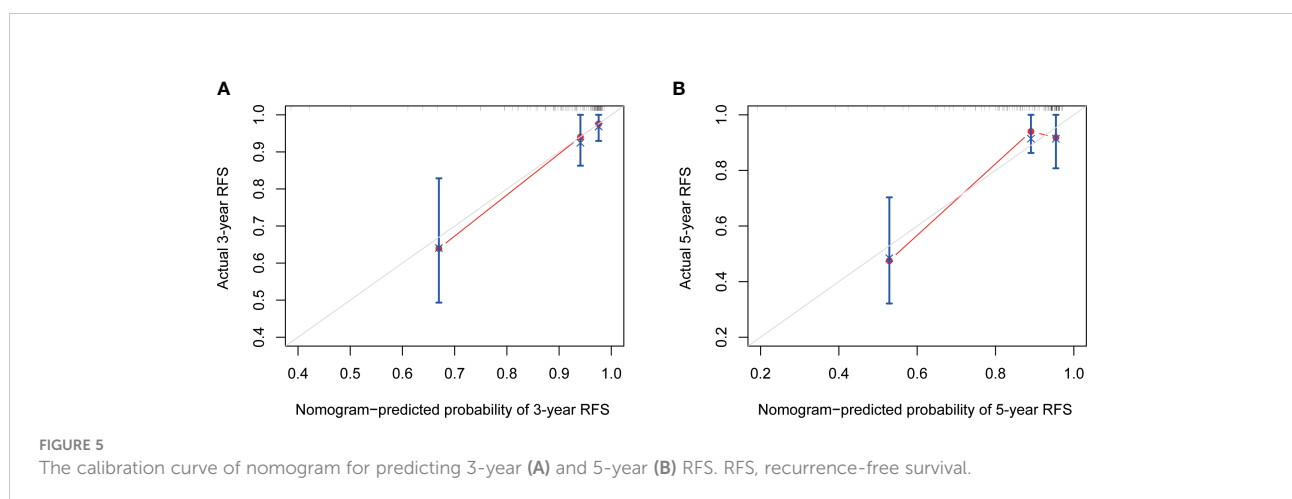 A
B
Actual 3-year RFS
1.0
0.9
0.8
0.7
0.6
0.5
0.4
0.4 0.5 0.6 0.7 0.8 0.9 1.0
Nomogram−predicted probability of 3-year RFS
Actual 5-year RFS
1.0
0.8
0.6
0.4
0.2
0.2 0.4 0.6 0.8 1.0
Nomogram−predicted probability of 5-year RFS
FIGURE 5
The calibration curve of nomogram for predicting 3-year (A) and 5-year (B) RFS. RFS, recurrence-free survival.